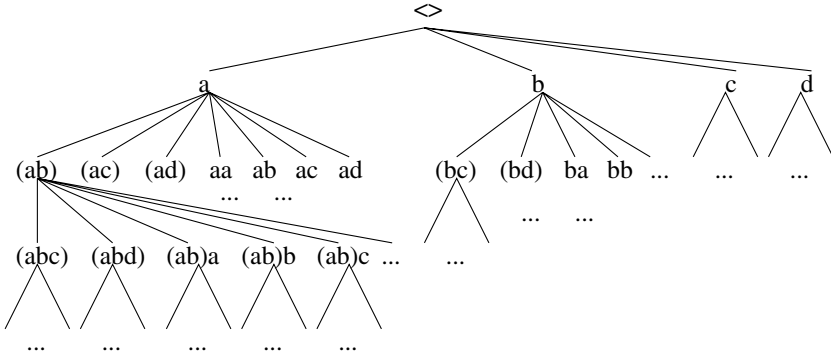 <>
a b c d
(ab) (ac) (ad) aa ab ac ad (bc) (bd) ba bb ... ... ...
... ...
... ...
(abc) (abd) (ab)a (ab)b (ab)c ... ...
... ... ... ... ...